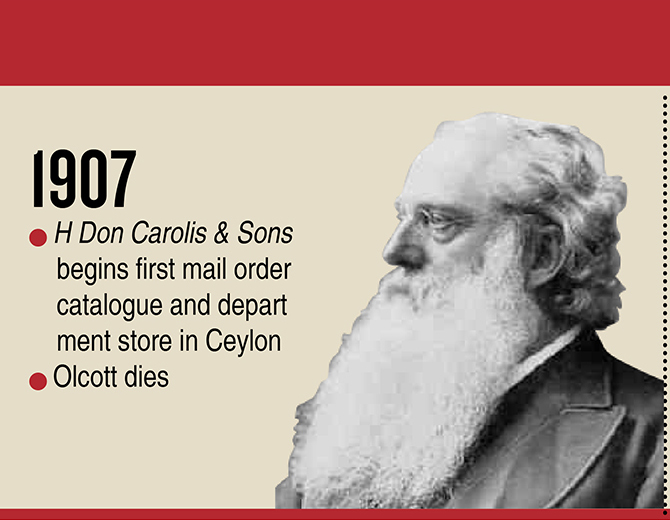 1907
H Don Carolis & Sons
begins first mail order
catalogue and depart
ment store in Ceylon
Olcott dies